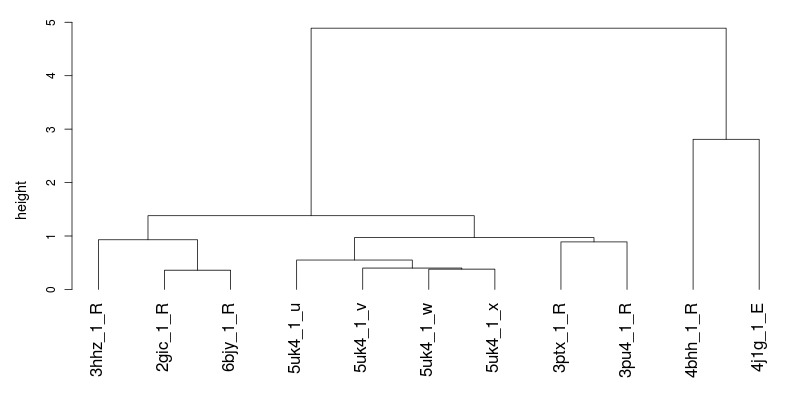 5
4
3
2
1
0
height
3hhz_1_R
2gic_1_R
6bjy_1_R
5uk4_1_u
5uk4_1_v
5uk4_1_w
5uk4_1_x
3ptx_1_R
3pu4_1_R
4bhh_1_R
4j1g_1_E